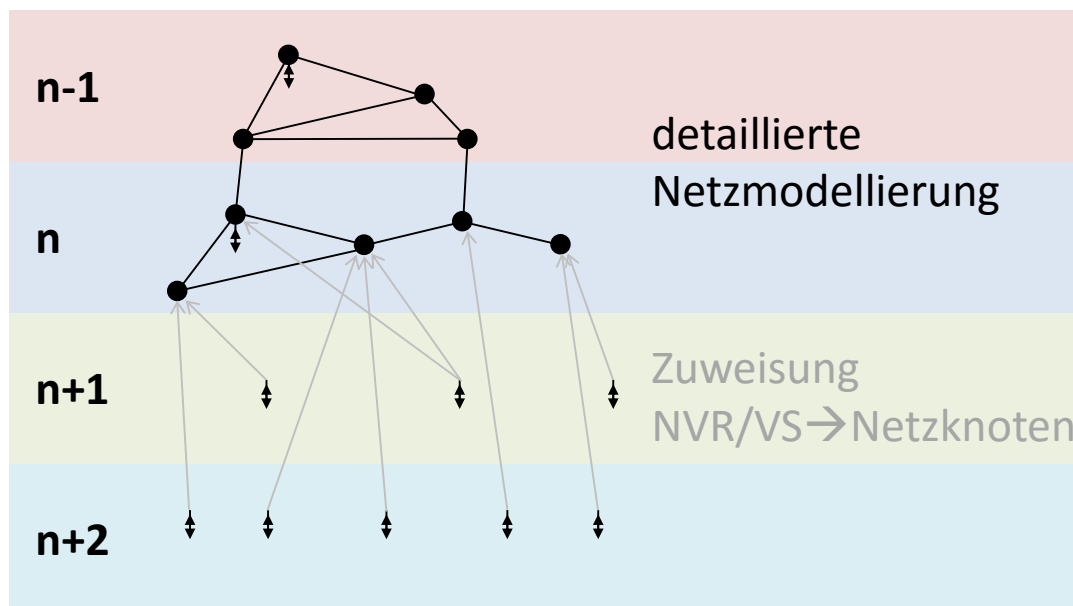 n-1
detaillierte
Netzmodellierung
n
n+1
Zuweisung
NVR/VS→Netzknoten
n+2